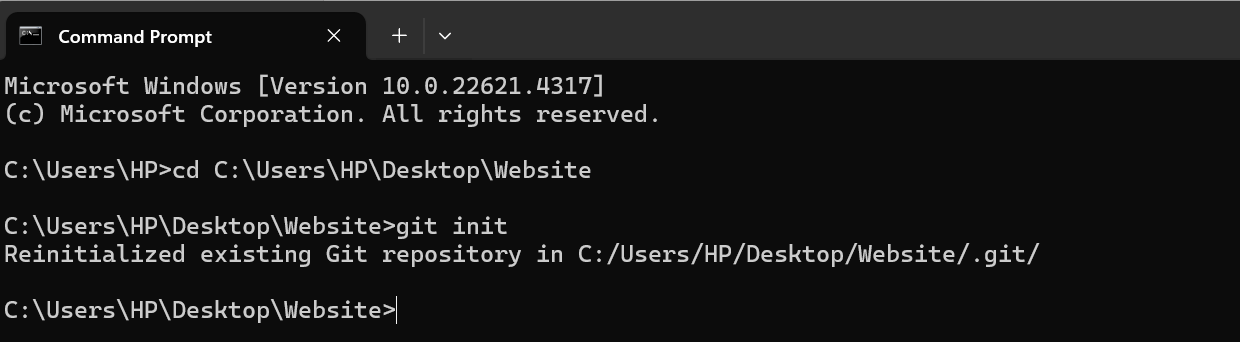 Command Prompt
Microsoft Windows [Version 10.0.22621.4317]
(c) Microsoft Corporation. All rights reserved.
C:\Users\HP>cd C:\Users\HP\Desktop\Website
C:\Users\HP\Desktop\Website>git init
Reinitialized existing Git repository in C:/Users/HP/Desktop/Website/.git/
C:\Users\HP\Desktop\Website>